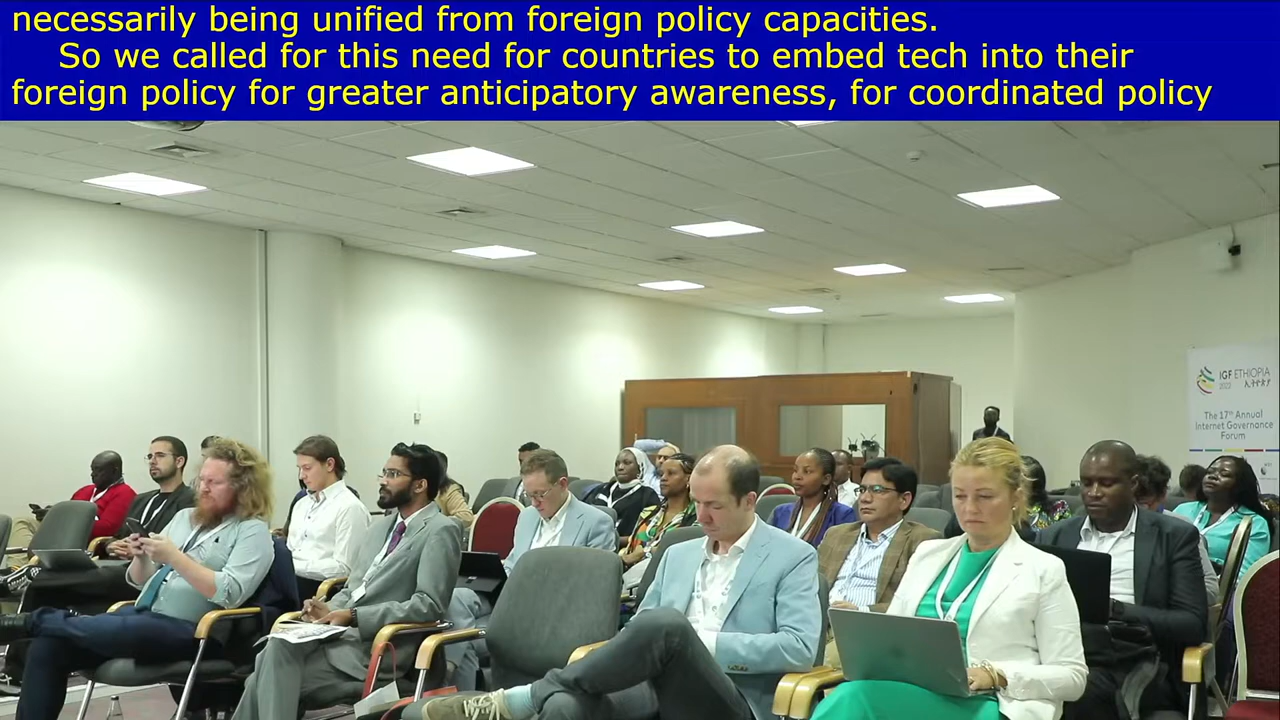 necessarily being unified from foreign policy capacities.
So we called for this need for countries to embed tech into their
foreign policy for greater anticipatory awareness, for coordinated policy
IGF ETHIOPIA
2022 ኢትዮጵያ
The 17th Annual
Internet Governance
Forum